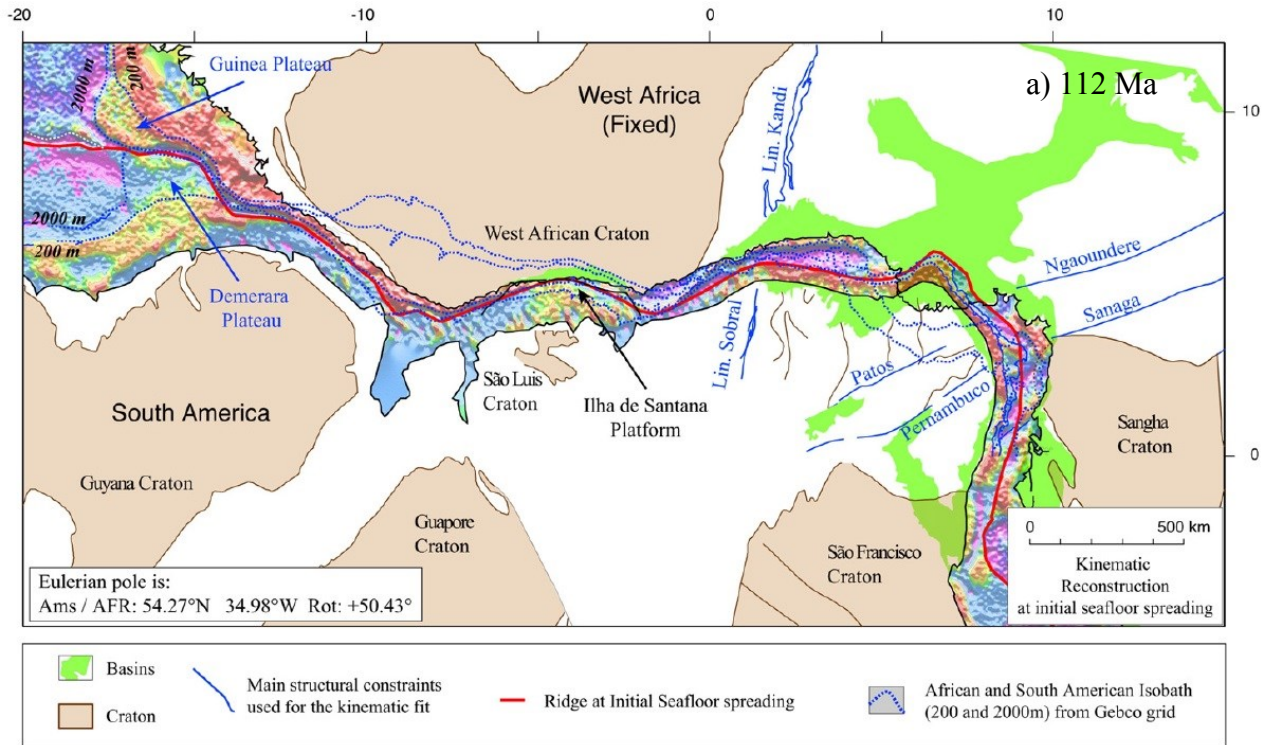 -20
-10
0
10
Guinea Plateau
2000 m
200 m
West Africa
(Fixed)
a) 112 Ma
10
Lin. Kandi
West African Craton
Ngaoundere
Sanaga
2000 m
200 m
Demerara
Plateau
Lin. Sobral
Patos
Pernambuco
São Luis
Craton
Ilha de Santana
Platform
South America
Sangha
Craton
0
Guyana Craton
Guapore
Craton
São Francisco
Craton
0 500 km
Kinematic
Reconstruction
at initial seafloor spreading
Eulerian pole is:
Ams / AFR: 54.27°N 34.98°W Rot: +50.43°
Basins
Craton
Main structural constraints
used for the kinematic fit
Ridge at Initial Seafloor spreading
African and South American Isobath
(200 and 2000m) from Gebco grid